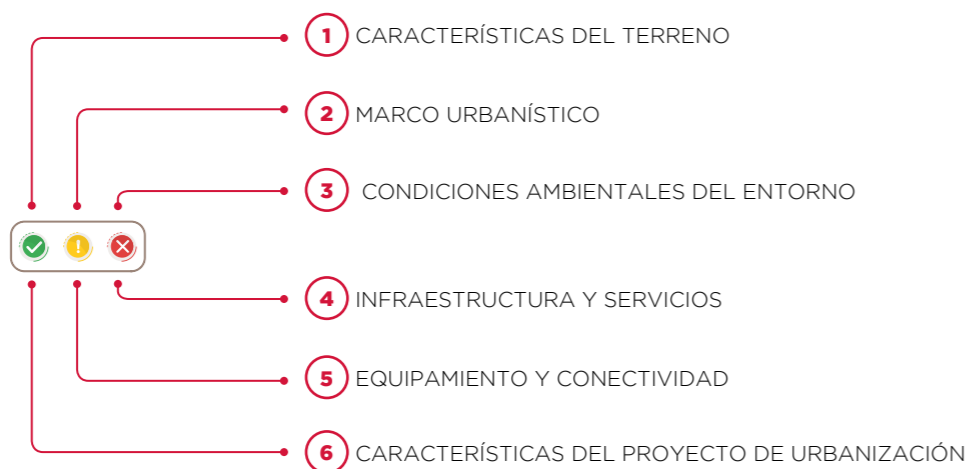 1 CARACTERÍSTICAS DEL TERRENO
2 MARCO URBANÍSTICO
3 CONDICIONES AMBIENTALES DEL ENTORNO
!
4 INFRAESTRUCTURA Y SERVICIOS
5 EQUIPAMIENTO Y CONECTIVIDAD
6 CARACTERÍSTICAS DEL PROYECTO DE URBANIZACIÓN